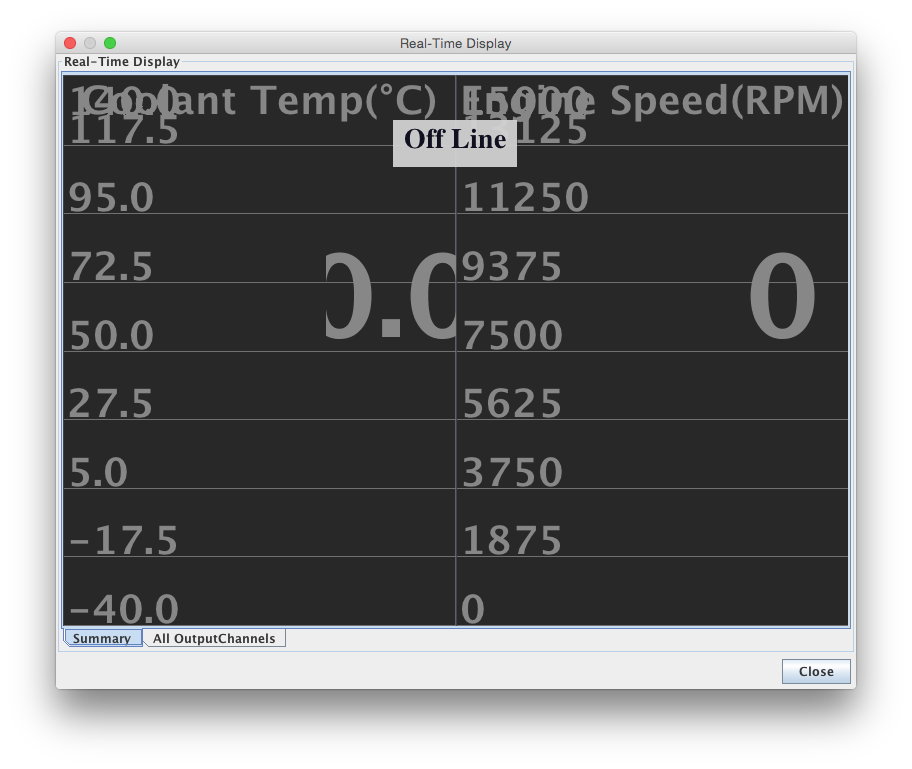 Real-Time Display
Real-Time Display
Coolant Temp(°C)
140.0
117.5
95.0
72.5
50.0
27.5
5.0
-17.5
-40.0
0.0
Off Line
Engine Speed(RPM)
15000
13125
11250
9375
7500
5625
3750
1875
0
0
Summary
All OutputChannels
Close